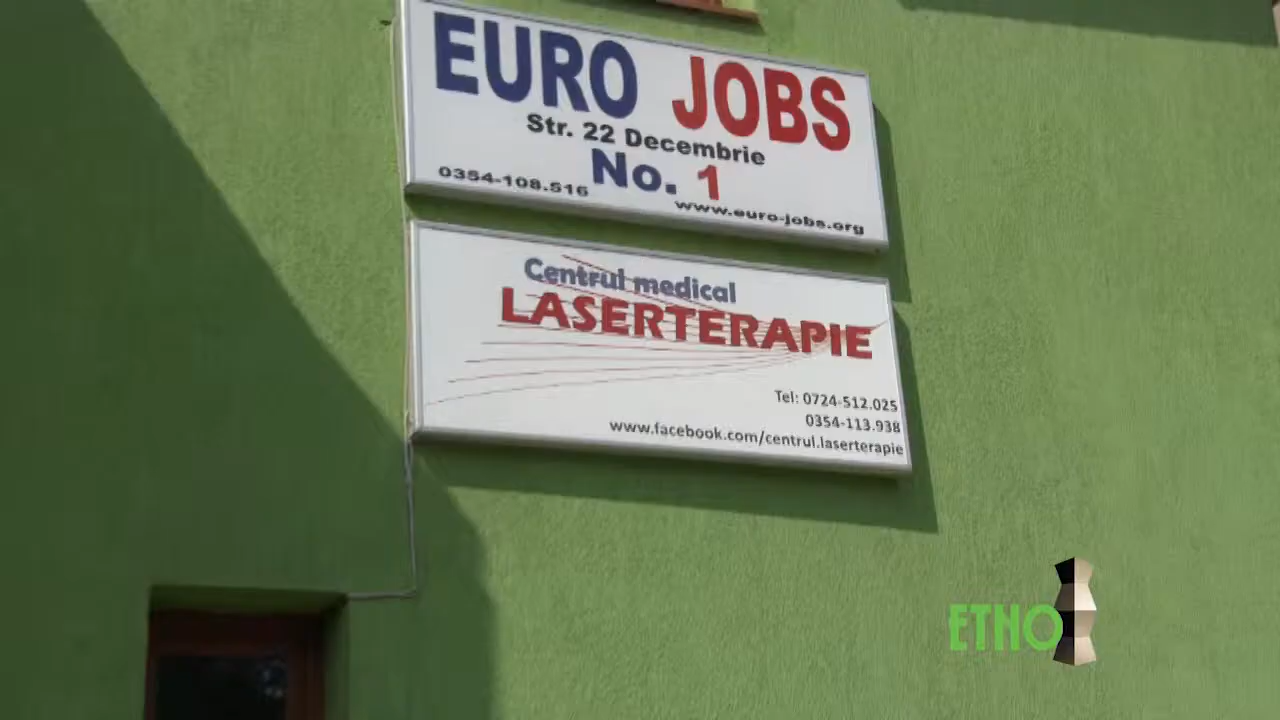 EURO JOBS
Str. 22 Decembrie
No. 1
0354-108.516
www.euro-jobs.org
Centrul medical
LASERTERAPIE
Tel: 0724-512.025
0354-113.938
www.facebook.com/centrul.laserterapie
ETNO